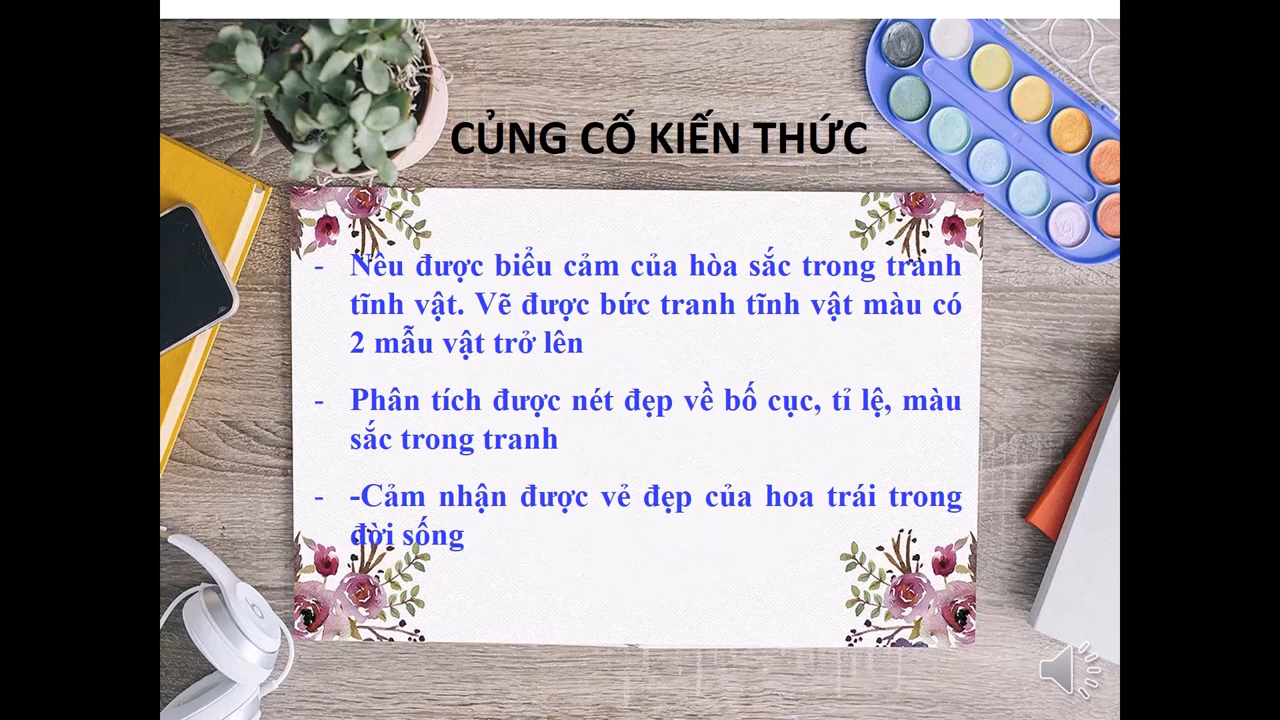 CỦNG CỐ KIẾN THỨC
- Nêu được biểu cảm của hòa sắc trong tranh
tĩnh vật. Vẽ được bức tranh tĩnh vật màu có
2 mẫu vật trở lên
- Phân tích được nét đẹp về bố cục, tỉ lệ, màu
sắc trong tranh
- -Cảm nhận được vẻ đẹp của hoa trái trong
đời sống